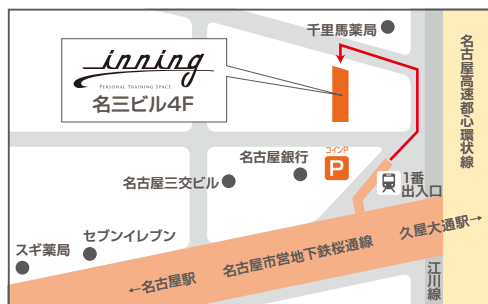 千里馬薬局
inning
PERSONAL TRAINING SPACE
名三ビル4F
名古屋高速都心環状線
コインP
P
名古屋銀行
1番
出入口
名古屋三交ビル
セブンイレブン
スギ薬局
久屋大通駅→
名古屋市営地下鉄桜通線
←名古屋駅
江川線